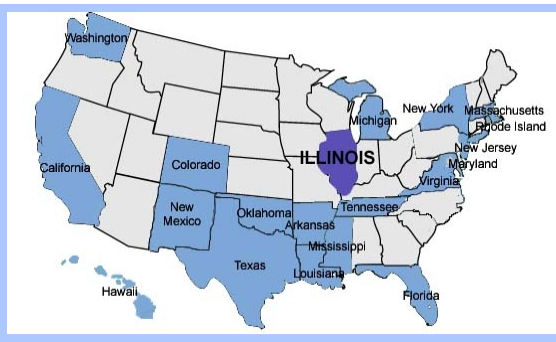 Washington
New York
Massachusetts
Michigan
Rhode Island
New Jersey
ILLINOIS
Maryland
California
Colorado
Virginia
New
Mexico
Oklahoma
Tennessee
Arkansas
Mississippi
Texas
Louisiana
Hawaii
Florida